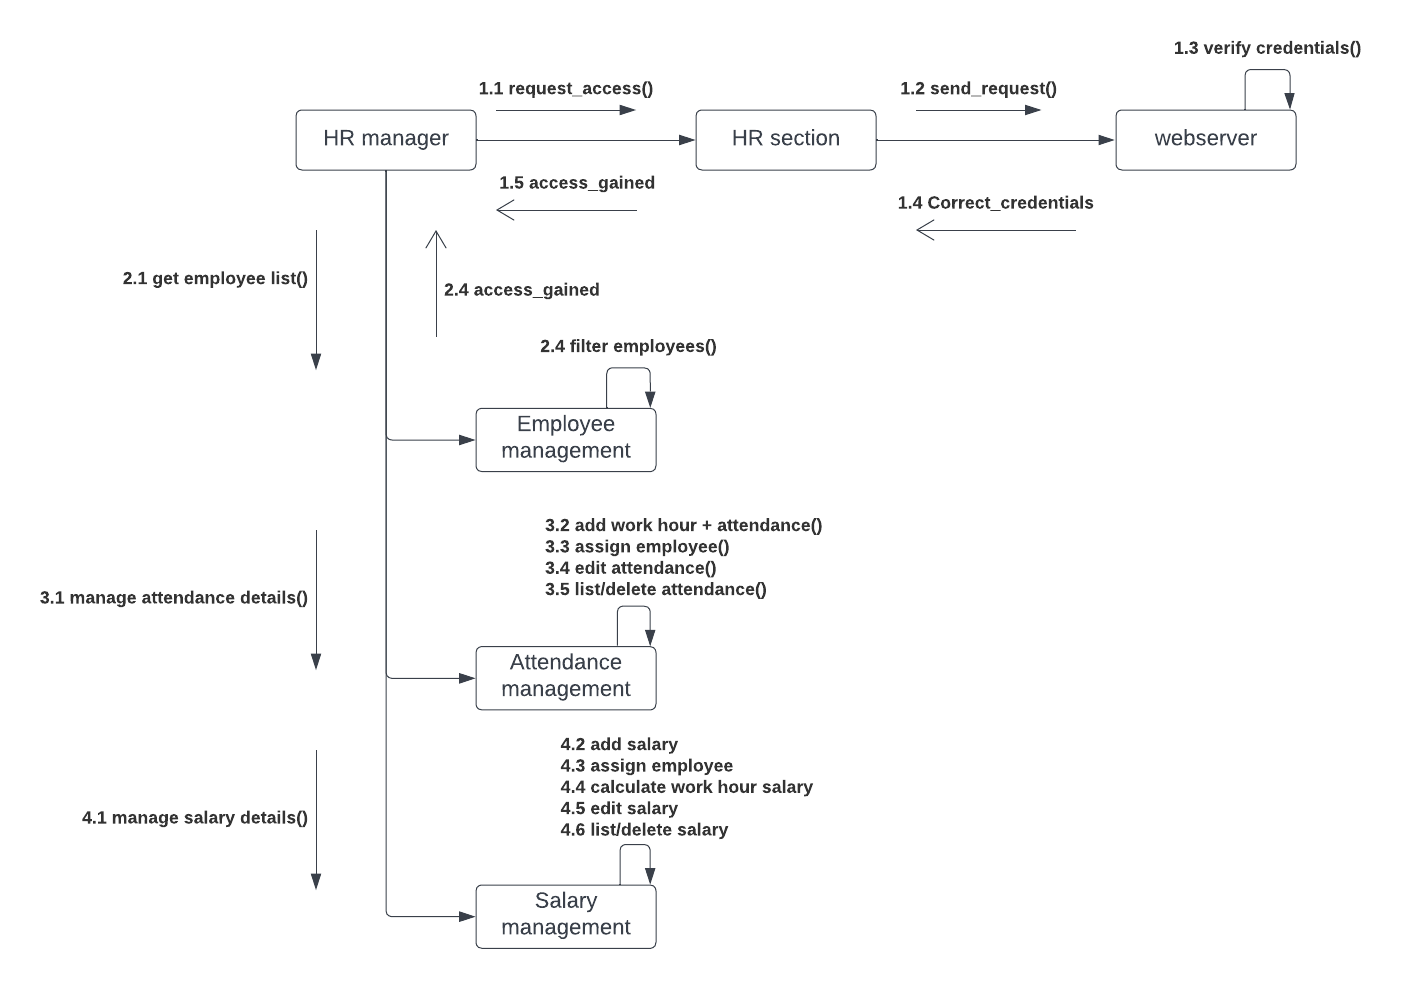 1.3 verify credentials()
1.1 request_access()
1.2 send_request()
HR manager
HR section
webserver
1.5 access_gained
1.4 Correct_credentials
2.1 get employee list()
2.4 access_gained
2.4 filter employees()
Employee
management
3.2 add work hour + attendance()
3.3 assign employee()
3.4 edit attendance()
3.5 list/delete attendance()
3.1 manage attendance details()
Attendance
management
4.2 add salary
4.3 assign employee
4.4 calculate work hour salary
4.5 edit salary
4.6 list/delete salary
4.1 manage salary details()
Salary
management